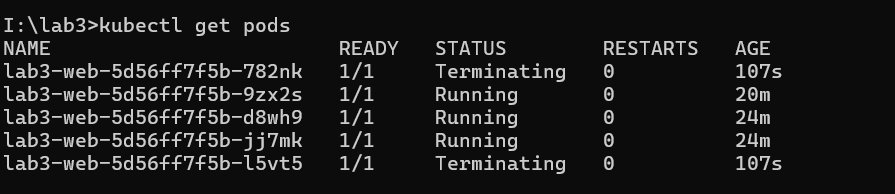 I:\lab3>kubectl get pods
NAME READY STATUS RESTARTS AGE
lab3-web-5d56ff7f5b-782nk 1/1 Terminating 0 107s
lab3-web-5d56ff7f5b-9zx2s 1/1 Running 0 20m
lab3-web-5d56ff7f5b-d8wh9 1/1 Running 0 24m
lab3-web-5d56ff7f5b-jj7mk 1/1 Running 0 24m
lab3-web-5d56ff7f5b-l5vt5 1/1 Terminating 0 107s